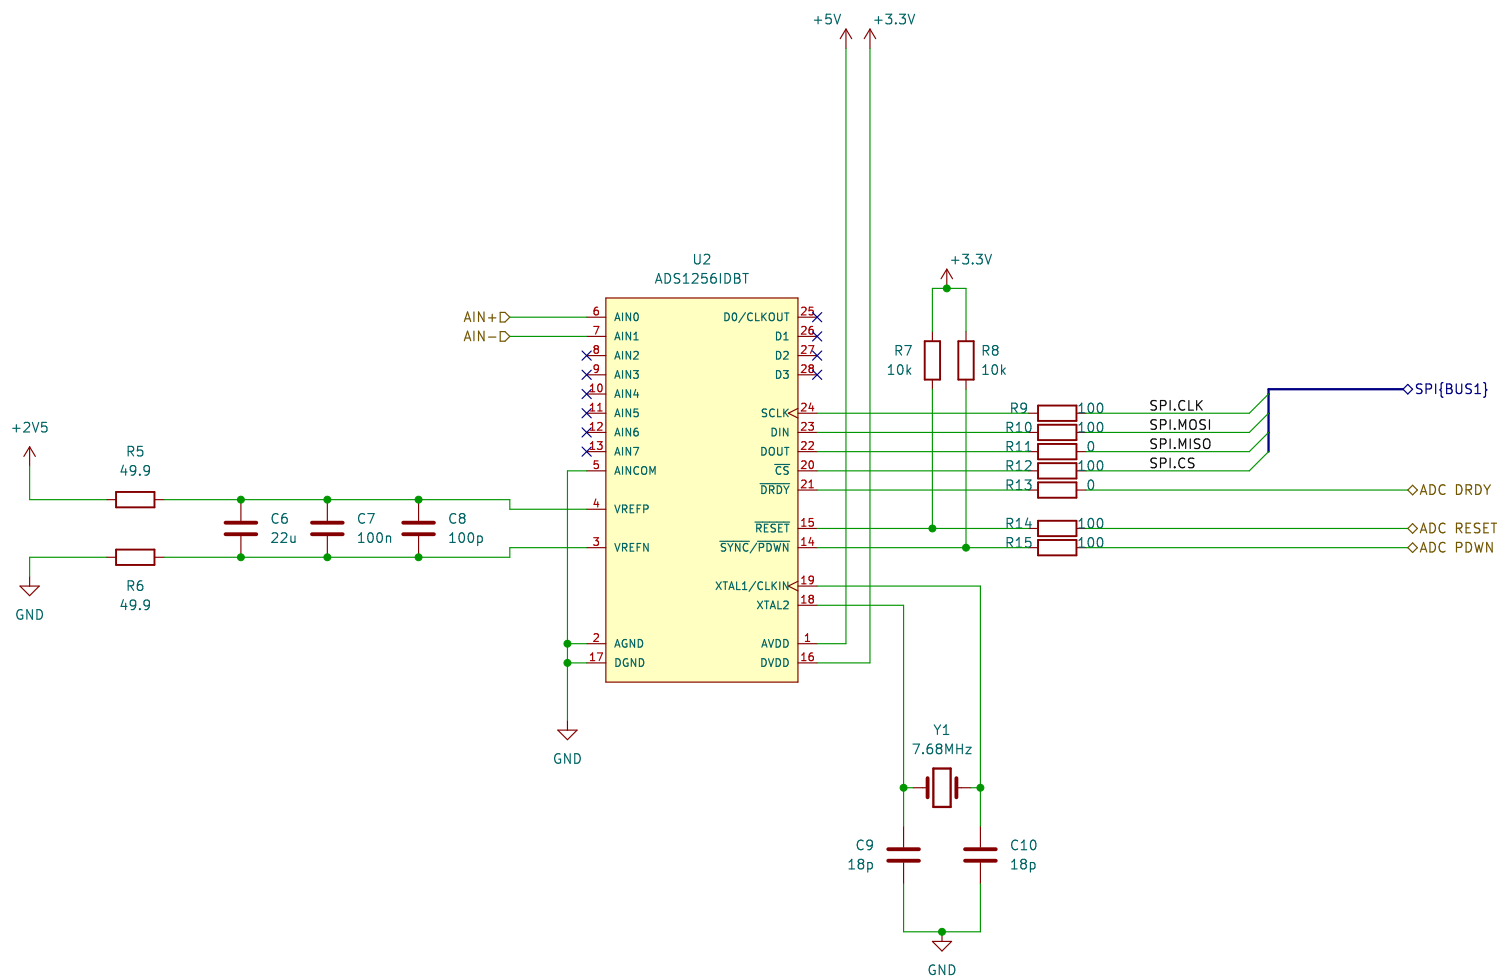 +5V
+3.3V
U2
ADS1256IDBT
+3.3V
AIN+
AIN-
6
7
8
9
10
11
12
13
5
4
3
2
17
AIN0
AIN1
AIN2
AIN3
AIN4
AIN5
AIN6
AIN7
AINCOM
VREFP
VREFN
AGND
DGND
D0/CLKOUT
D1
D2
D3
SCLK
DIN
DOUT
CS
DRDY
RESET
SYNC/PDWN
XTAL1/CLKIN
XTAL2
AVDD
DVDD
25
26
27
28
24
23
22
20
21
15
14
19
18
1
16
R7
10k
R8
10k
R9 100 SPI.CLK
R10 100 SPI.MOSI
R11 0 SPI.MISO
R12 100 SPI.CS
R13 0 ADC DRDY
R14 100 ADC RESET
R15 100 ADC PDWN
SPI{BUS1}
+2V5
R5
49.9
C6
22u
C7
100n
C8
100p
R6
49.9
GND
GND
Y1
7.68MHz
C9
18p
C10
18p
GND